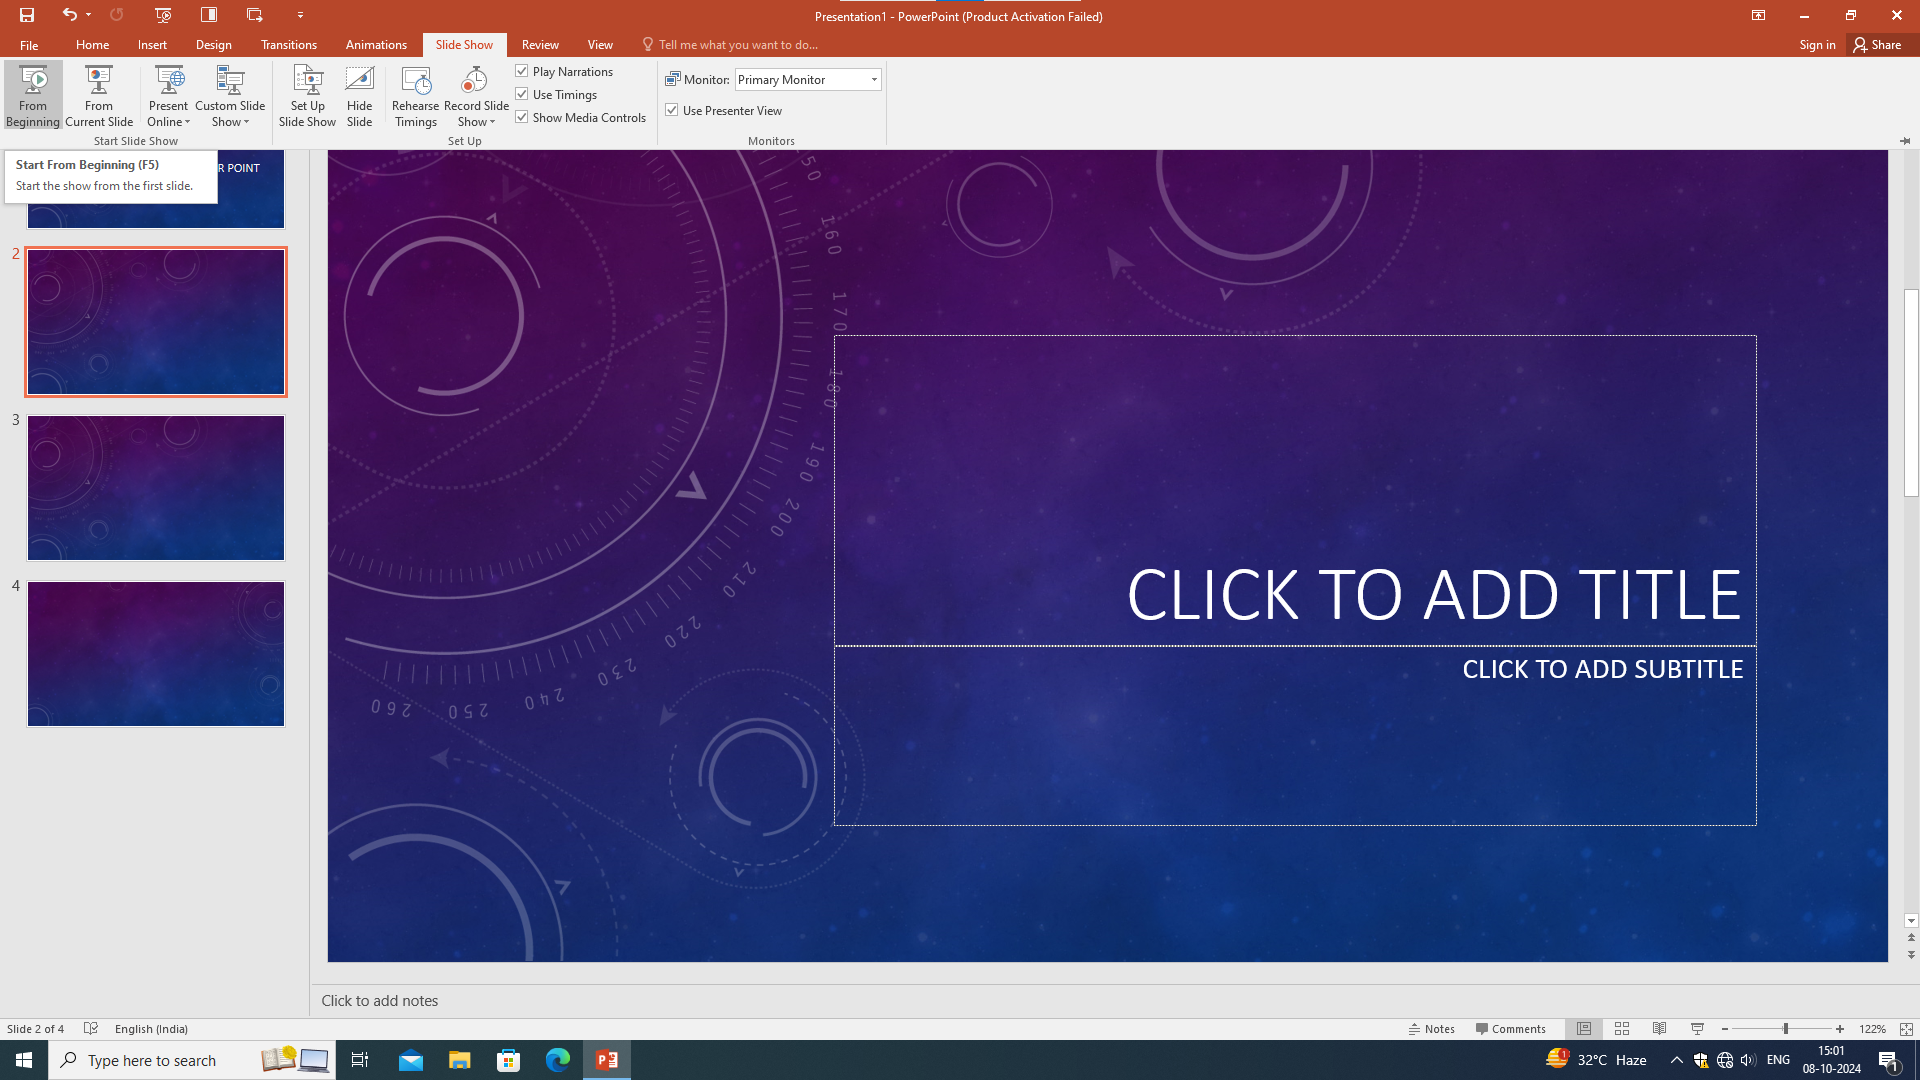 Presentation1 - PowerPoint (Product Activation Failed)
File Home Insert Design Transitions Animations Slide Show Review View Tell me what you want to do... Sign in Share
From Beginning
From Current Slide
Present Online
Custom Slide Show
Set Up Slide Show
Hide Slide
Rehearse Timings
Record Slide Show
Play Narrations
Use Timings
Show Media Controls
Monitor: Primary Monitor
Use Presenter View
Start Slide Show
Set Up
Monitors
Start From Beginning (F5)
Start the show from the first slide.
R POINT
2
3
4
150
160
170
180
190
200
210
220
230
240
250
260
CLICK TO ADD TITLE
CLICK TO ADD SUBTITLE
Click to add notes
Slide 2 of 4 English (India) Notes Comments 122%
Type here to search
1
32°C Haze
ENG
15:01
08-10-2024
1